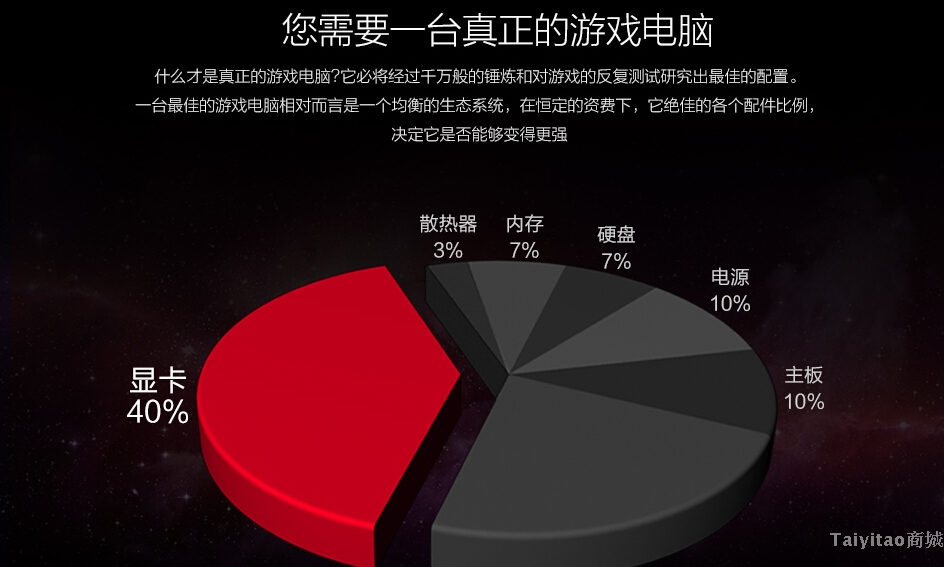 您需要一台真正的游戏电脑
什么才是真正的游戏电脑?它必将经过千万般的锤炼和对游戏的反复测试研究出最佳的配置。
一台最佳的游戏电脑相对而言是一个均衡的生态系统，在恒定的资费下，它绝佳的各个配件比例，
决定它是否能够变得更强
散热器
3%
内存
7%
硬盘
7%
电源
10%
主板
10%
显卡
40%
Taiyitao商城